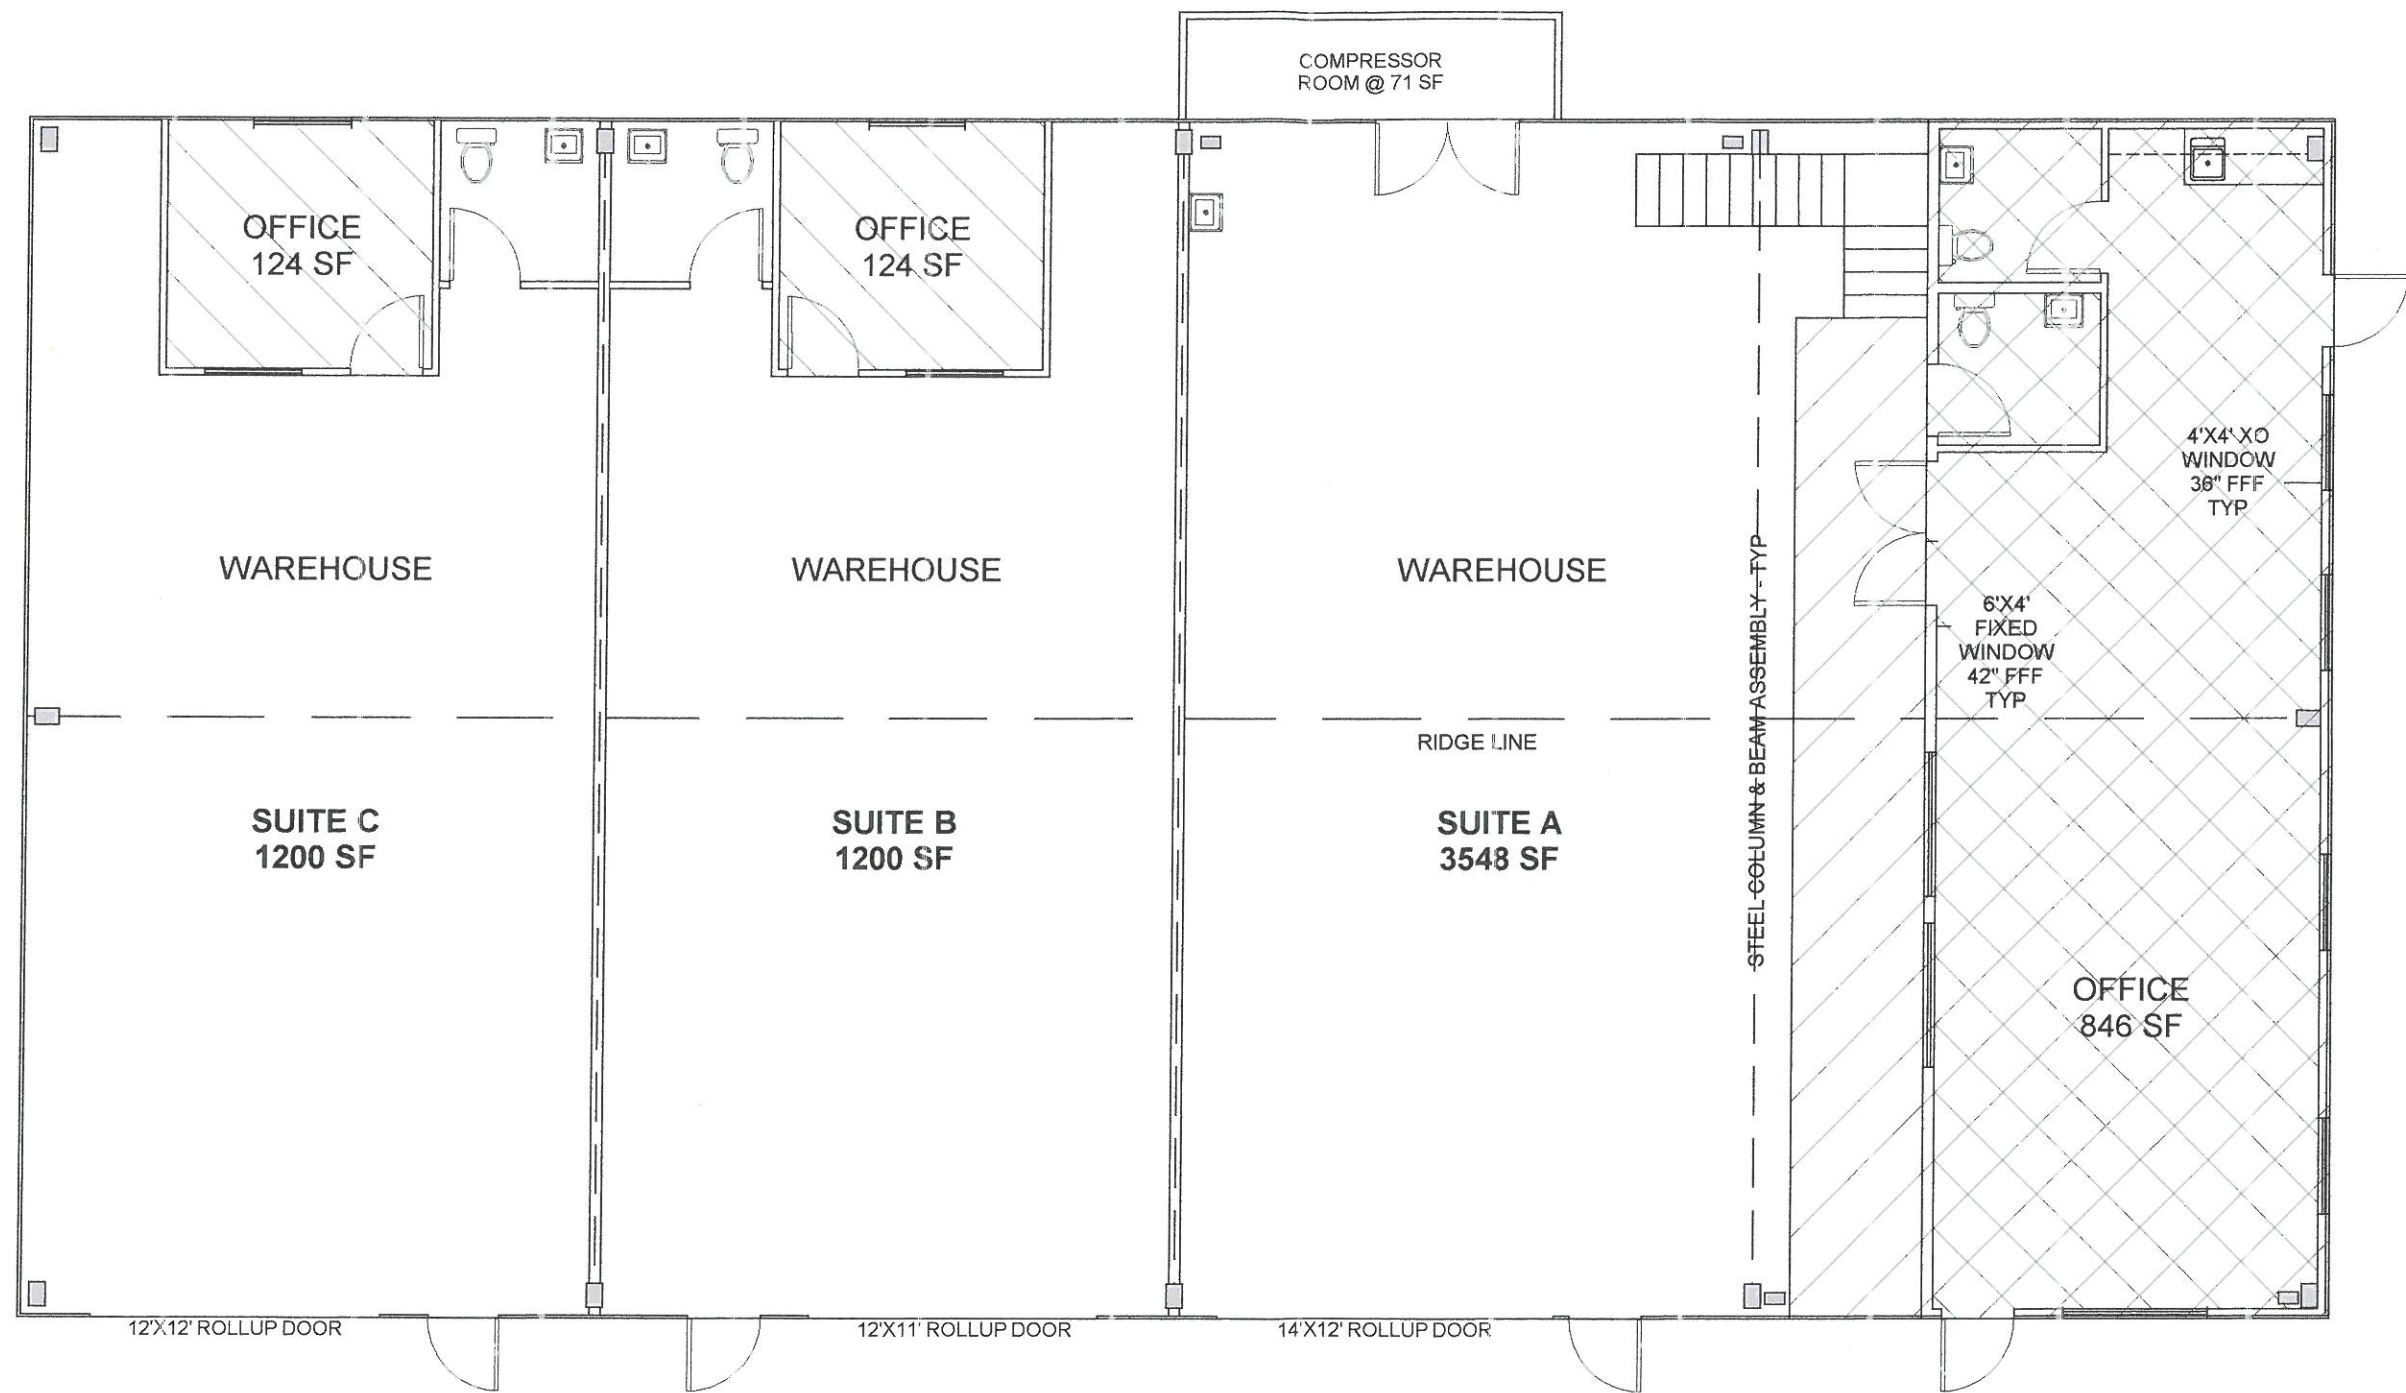 COMPRESSOR
ROOM @ 71 SF
OFFICE
124 SF
OFFICE
124 SF
4'X4' XO
WINDOW
36" FFF
TYP
WAREHOUSE
WAREHOUSE
WAREHOUSE
STEEL COLUMN & BEAM ASSEMBLY - TYP
6'X4'
FIXED
WINDOW
42" FFF
TYP
RIDGE LINE
SUITE C
1200 SF
SUITE B
1200 SF
SUITE A
3548 SF
OFFICE
846 SF
12'X12' ROLLUP DOOR
12'X11' ROLLUP DOOR
14'X12' ROLLUP DOOR